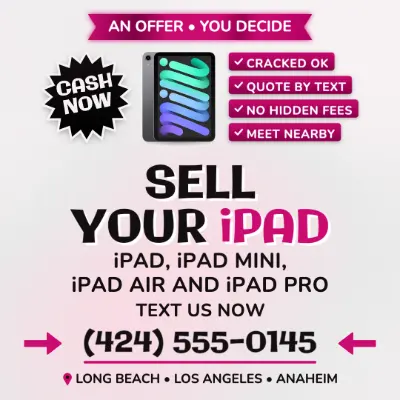 AN OFFER • YOU DECIDE
CASH
NOW
✓ CRACKED OK
✓ QUOTE BY TEXT
✓ NO HIDDEN FEES
✓ MEET NEARBY
SELL
YOUR iPAD
iPAD, iPAD MINI,
iPAD AIR AND iPAD PRO
TEXT US NOW
(424) 555-0145
LONG BEACH • LOS ANGELES • ANAHEIM